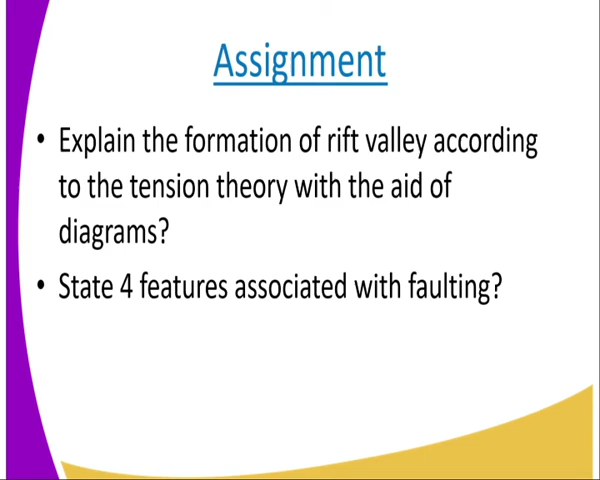 Assignment
• Explain the formation of rift valley according
to the tension theory with the aid of
diagrams?
• State 4 features associated with faulting?